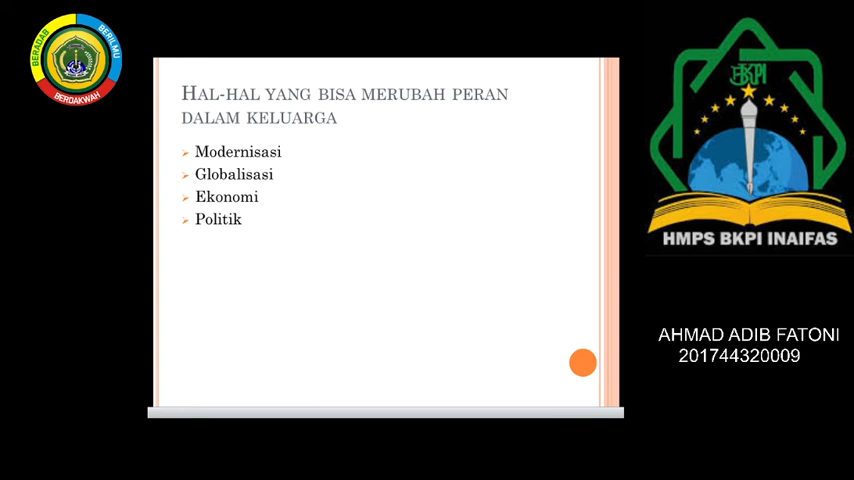 BERADAB
BERILMU
BERDAKWAH
HAL-HAL YANG BISA MERUBAH PERAN
DALAM KELUARGA
Modernisasi
Globalisasi
Ekonomi
Politik
BKPI
HMPS BKPI INAIFAS
AHMAD ADIB FATONI
201744320009